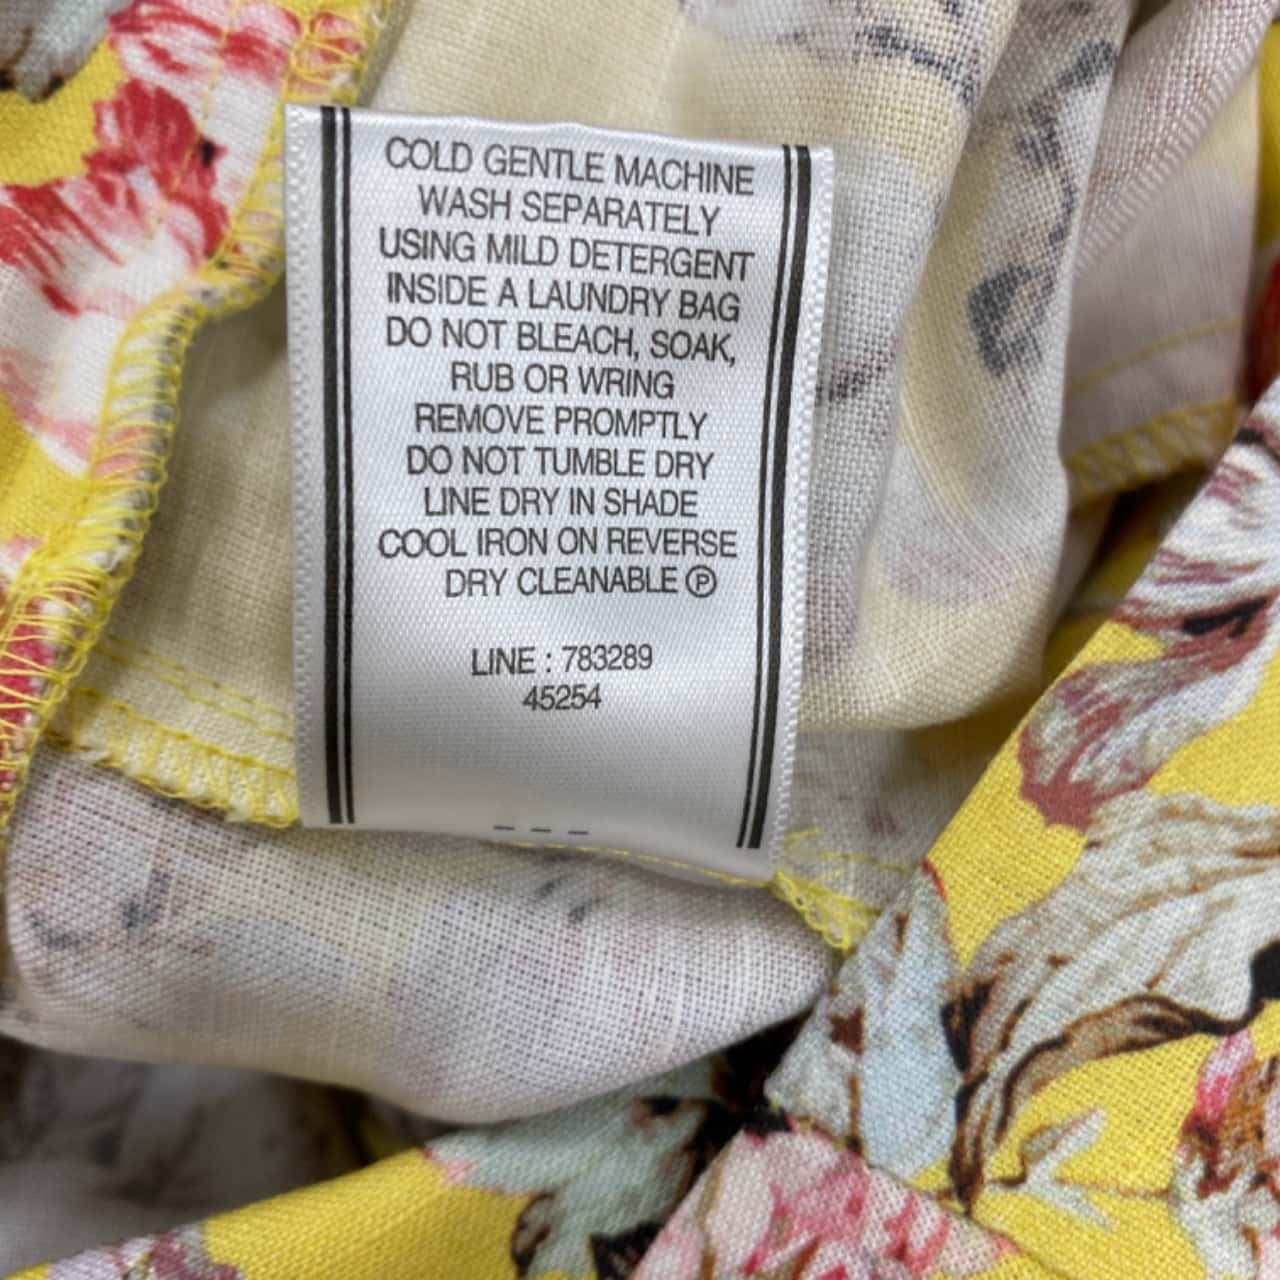 COLD GENTLE MACHINE
WASH SEPARATELY
USING MILD DETERGENT
INSIDE A LAUNDRY BAG
DO NOT BLEACH, SOAK,
RUB OR WRING
REMOVE PROMPTLY
DO NOT TUMBLE DRY
LINE DRY IN SHADE
COOL IRON ON REVERSE
DRY CLEANABLE Ⓟ
LINE : 783289
45254